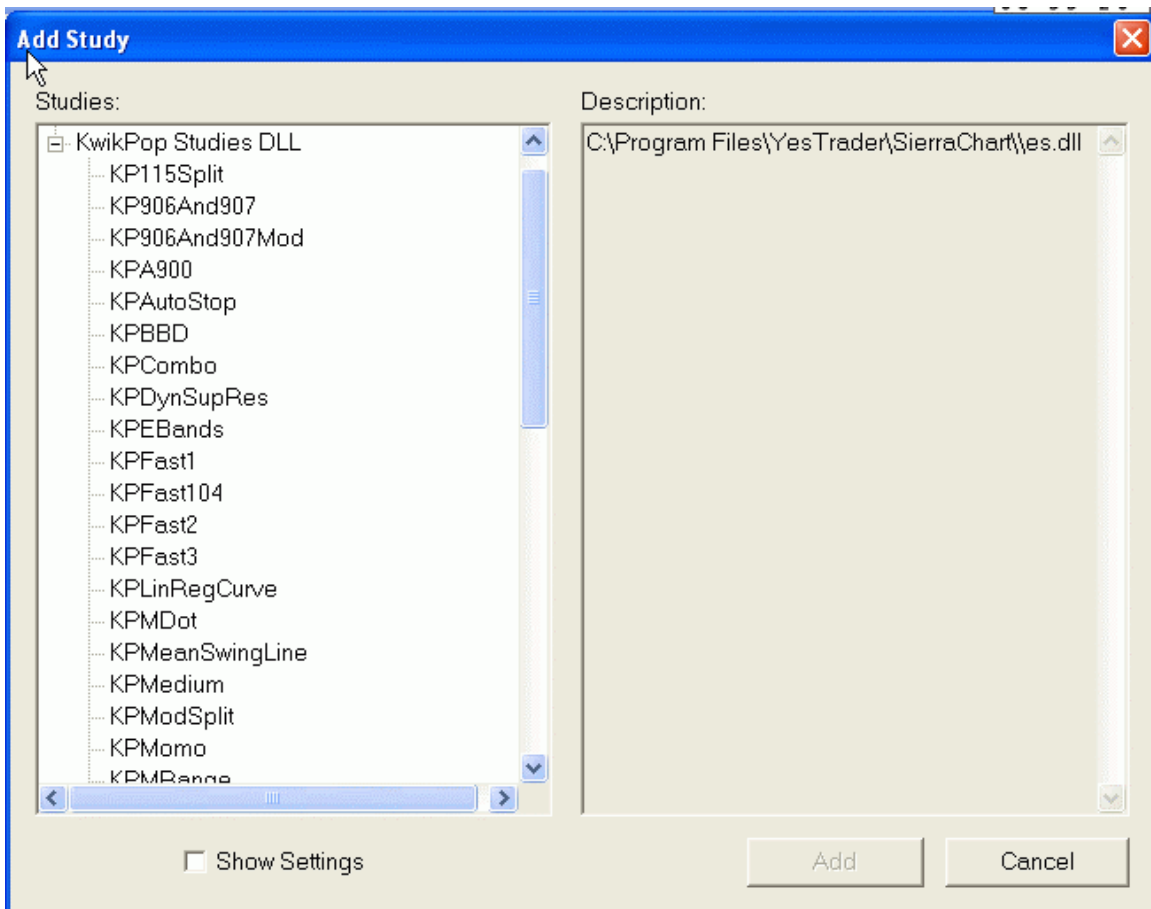 Add Study
Studies:
KwikPop Studies DLL
KP115Split
KP906And907
KP906And907Mod
KPA900
KPAutoStop
KPBBD
KPCombo
KPDynSupRes
KPEBands
KPFast1
KPFast104
KPFast2
KPFast3
KPLinRegCurve
KPMDot
KPMeanSwingLine
KPMedium
KPModSplit
KPMomo
KPMRange
Description:
C:\Program Files\YesTrader\SierraChart\\es.dll
Show Settings
Add
Cancel